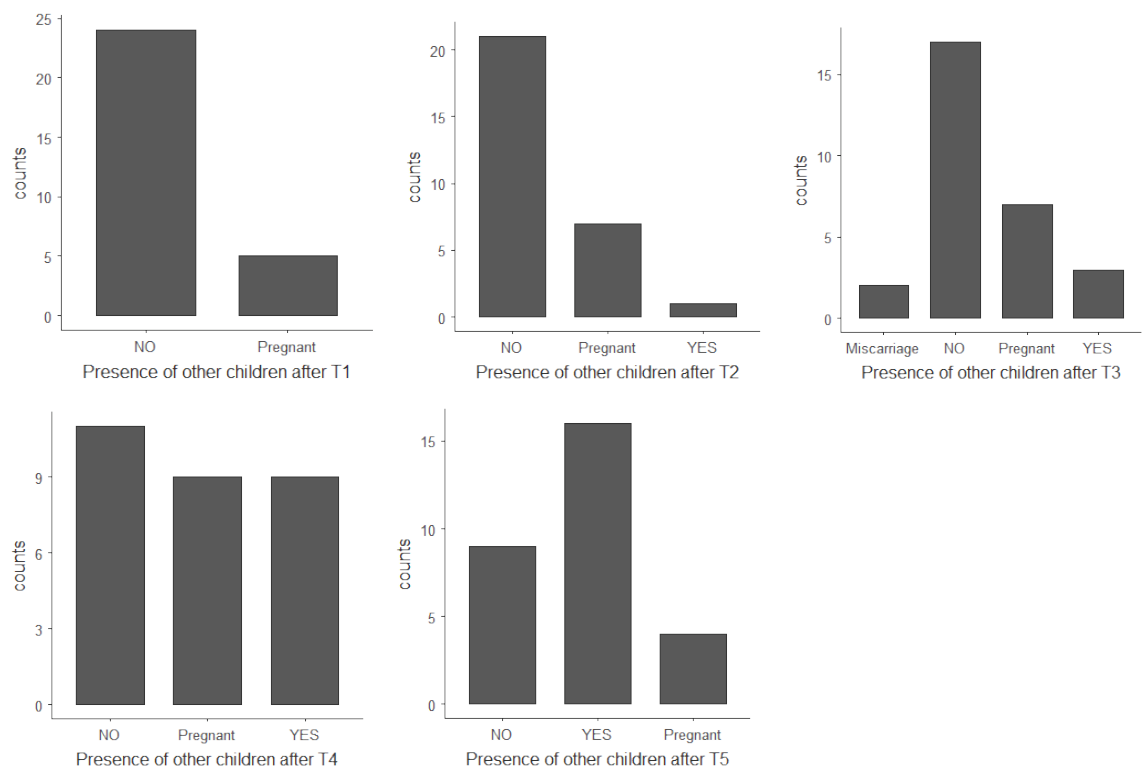 25
20
15
10
5
0
counts
NO Pregnant
Presence of other children after T1
20
15
10
5
0
counts
NO Pregnant YES
Presence of other children after T2
15
10
5
0
counts
Miscarriage NO Pregnant YES
Presence of other children after T3
9
6
3
0
counts
NO Pregnant YES
Presence of other children after T4
15
10
5
0
counts
NO YES Pregnant
Presence of other children after T5